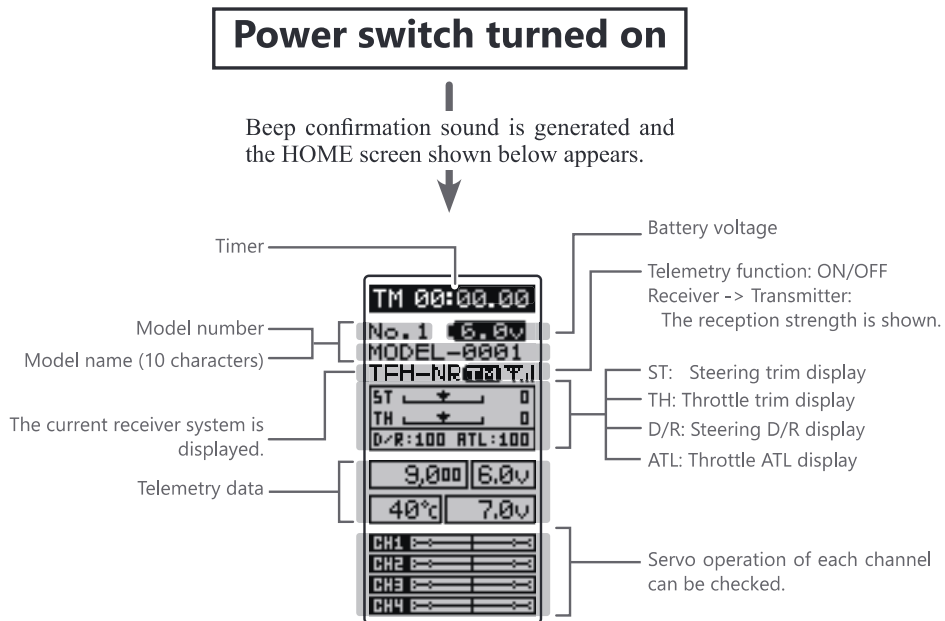 Power switch turned on
Beep confirmation sound is generated and
the HOME screen shown below appears.
Timer
Battery voltage
Telemetry function: ON/OFF
Receiver -> Transmitter:
The reception strength is shown.
Model number
Model name (10 characters)
The current receiver system is
displayed.
Telemetry data
TM 00:00.00
No.1 6.0v
MODEL-0001
TFH-NR TM
ST 0
TH 0
D/R:100 ATL:100
9,000 6.0v
40℃ 7.0v
CH1
CH2
CH3
CH4
ST: Steering trim display
TH: Throttle trim display
D/R: Steering D/R display
ATL: Throttle ATL display
Servo operation of each channel
can be checked.